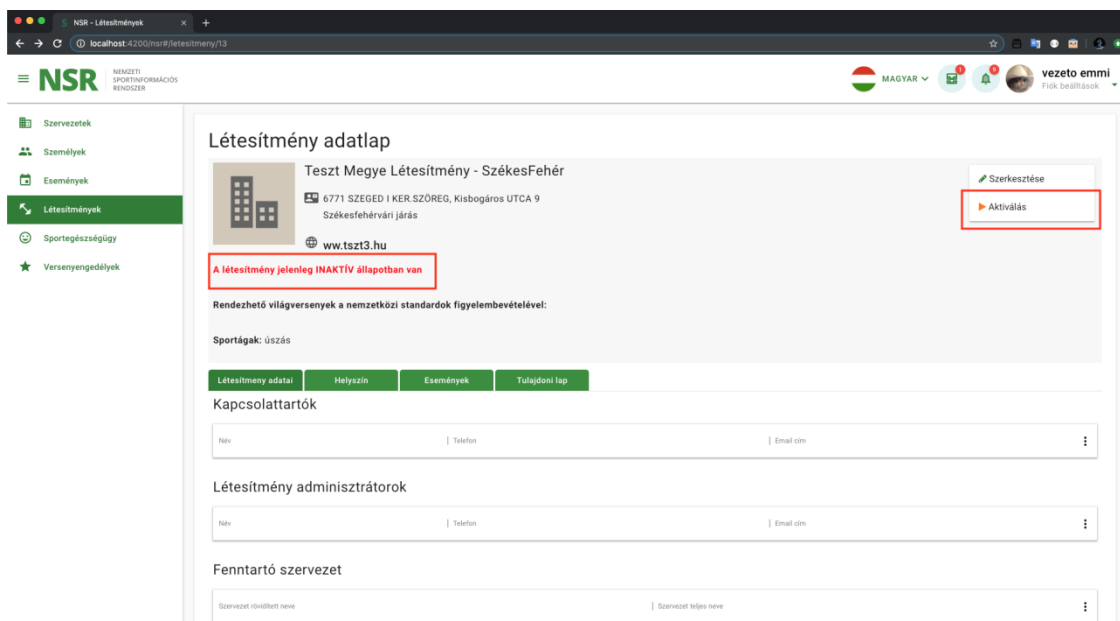 NSR - Létesítmények
localhost:4200/nsr#/letesitmeny/13
NSR
NEMZETI
SPORTINFORMÁCIÓS
RENDSZER
MAGYAR
vezeto emmi
Fiók beállítások
Szervezetek
Személyek
Események
Létesítmények
Sportegészségügy
Versenyengedélyek
Létesítmény adatlap
Teszt Megye Létesítmény - SzékesFehér
6771 SZEGED I KER.SZÖREG, Kisbogáros UTCA 9
Székesfehérvári járás
ww.tszt3.hu
Szerkesztése
Aktiválás
A létesítmény jelenleg INAKTÍV állapotban van
Rendezhető világversenyek a nemzetközi standardok figyelembevételével:
Sportágak: úszás
Létesítmeny adatai Helyszín Események Tulajdoni lap
Kapcsolattartók
Név Telefon Email cím
Létesítmény adminisztrátorok
Név Telefon Email cím
Fenntartó szervezet
Szervezet rövidített neve Szervezet teljes neve